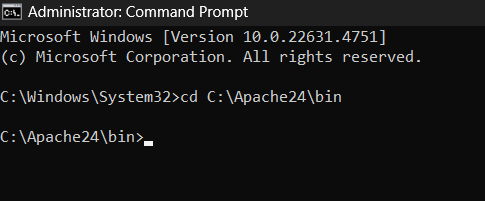 Administrator: Command Prompt
Microsoft Windows [Version 10.0.22631.4751]
(c) Microsoft Corporation. All rights reserved.
C:\Windows\System32>cd C:\Apache24\bin
C:\Apache24\bin>